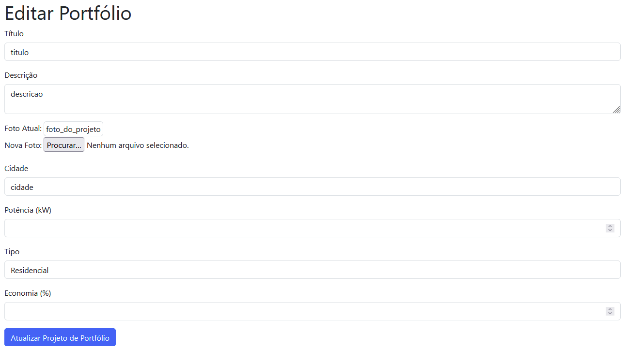 Editar Portfólio
Título
titulo
Descrição
descricao
Foto Atual: foto_do_projeto
Nova Foto: Procurar... Nenhum arquivo selecionado.
Cidade
cidade
Potência (kW)
Tipo
Residencial
Economia (%)
Atualizar Projeto de Portfólio